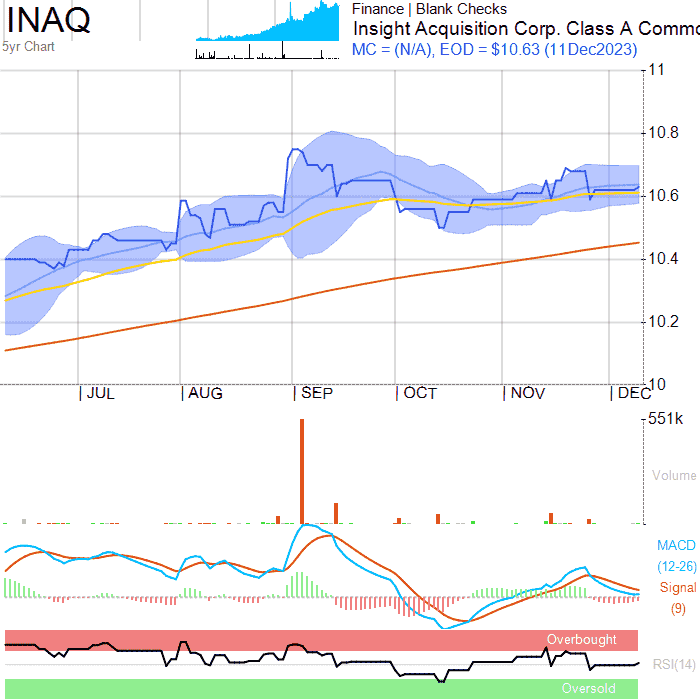 INAQ
5yr Chart
Finance | Blank Checks
Insight Acquisition Corp. Class A Commo
MC = (N/A), EOD = $10.63 (11Dec2023)
11
10.8
10.6
10.4
10.2
10
JUL
AUG
SEP
OCT
NOV
DEC
551k
Volume
MACD
(12-26)
Signal
(9)
Overbought
RSI(14)
Oversold